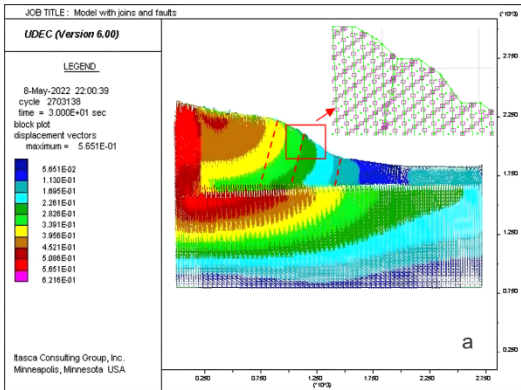 JOB TITLE : Model with joins and faults
(*10^3)
UDEC (Version 6.00)
LEGEND
8-May-2022 22:00:39
cycle 2703138
time = 3.000E+01 sec
block plot
displacement vectors
maximum = 5.651E-01
5.651E-02
1.130E-01
1.695E-01
2.261E-01
2.826E-01
3.391E-01
3.956E-01
4.521E-01
5.086E-01
5.651E-01
6.216E-01
Itasca Consulting Group, Inc.
Minneapolis, Minnesota USA
2.750
2.250
1.750
1.250
0.750
0.250
a
0.250
0.750
1.250
1.750
2.250
2.750
(*10^3)